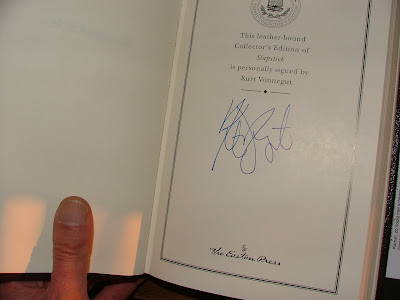 This leather-bound
Collector's Edition of
Slapstick
is personally signed by
Kurt Vonnegut.
The Easton Press